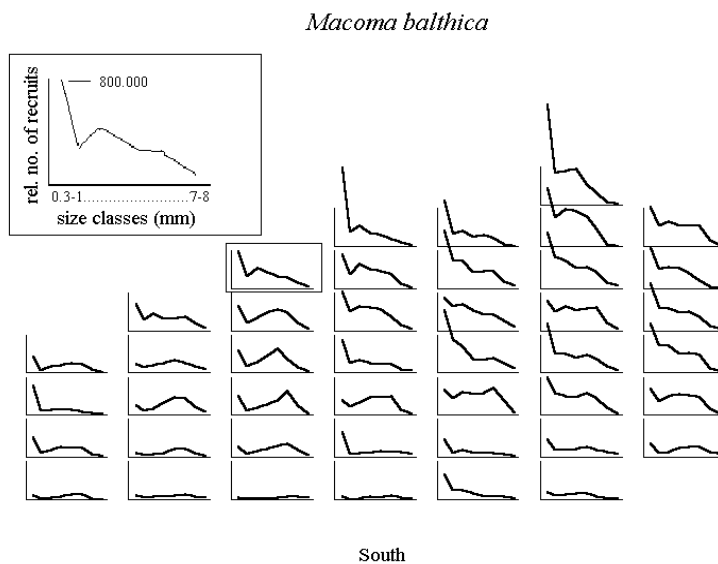 Macoma balthica
800.000
rel. no. of recruits
0.3-1..............................7-8
size classes (mm)
South